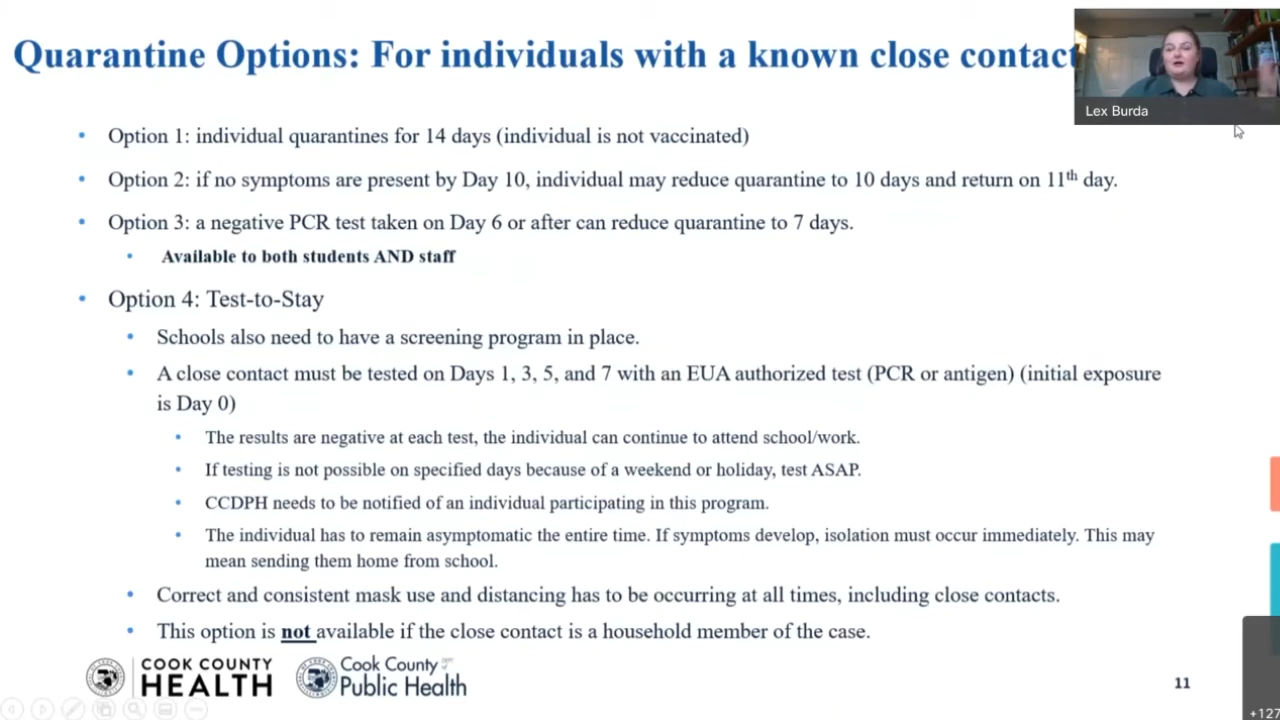 Quarantine Options: For individuals with a known close contact
Lex Burda
• Option 1: individual quarantines for 14 days (individual is not vaccinated)
• Option 2: if no symptoms are present by Day 10, individual may reduce quarantine to 10 days and return on 11th day.
• Option 3: a negative PCR test taken on Day 6 or after can reduce quarantine to 7 days.
• Available to both students AND staff
• Option 4: Test-to-Stay
• Schools also need to have a screening program in place.
• A close contact must be tested on Days 1, 3, 5, and 7 with an EUA authorized test (PCR or antigen) (initial exposure
is Day 0)
• The results are negative at each test, the individual can continue to attend school/work.
• If testing is not possible on specified days because of a weekend or holiday, test ASAP.
• CCDPH needs to be notified of an individual participating in this program.
• The individual has to remain asymptomatic the entire time. If symptoms develop, isolation must occur immediately. This may
mean sending them home from school.
• Correct and consistent mask use and distancing has to be occurring at all times, including close contacts.
• This option is not available if the close contact is a household member of the case.
COOK COUNTY
HEALTH
Cook County
Public Health
11
+127